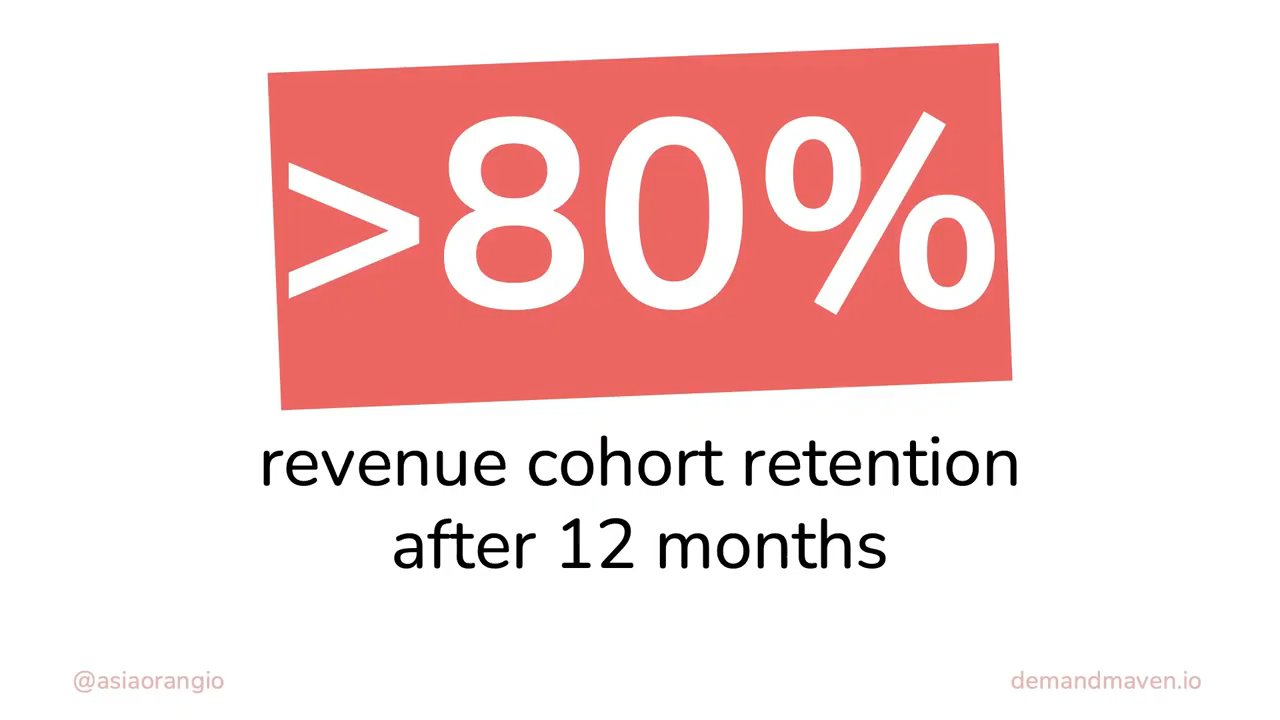 >80%
revenue cohort retention
after 12 months
@asiaorangio
demandmaven.io